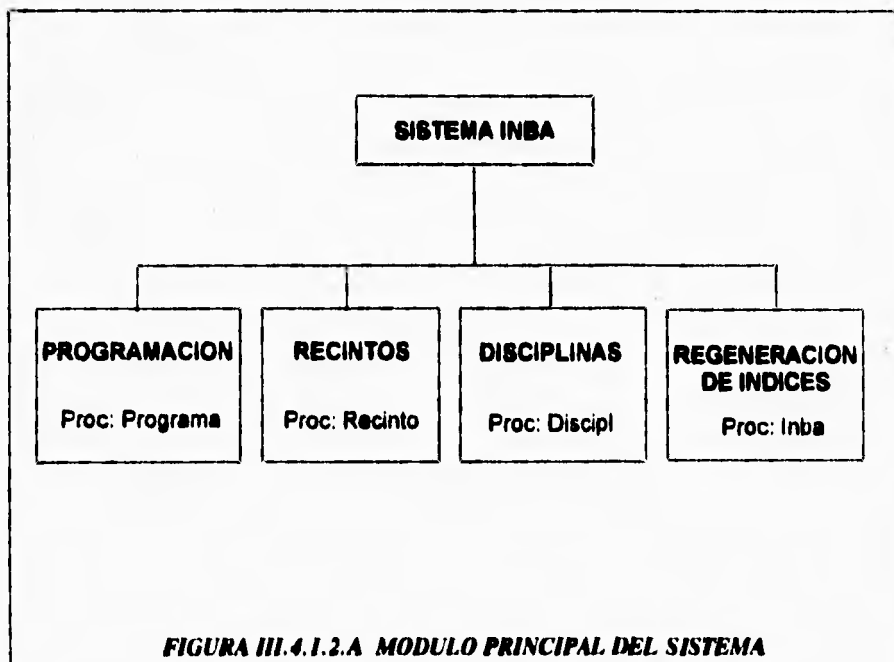 SISTEMA INBA
PROGRAMACION
Proc: Programa
RECINTOS
Proc: Recinto
DISCIPLINAS
Proc: Discipl
REGENERACION
DE INDICES
Proc: Inba
FIGURA III.4.1.2.A MODULO PRINCIPAL DEL SISTEMA